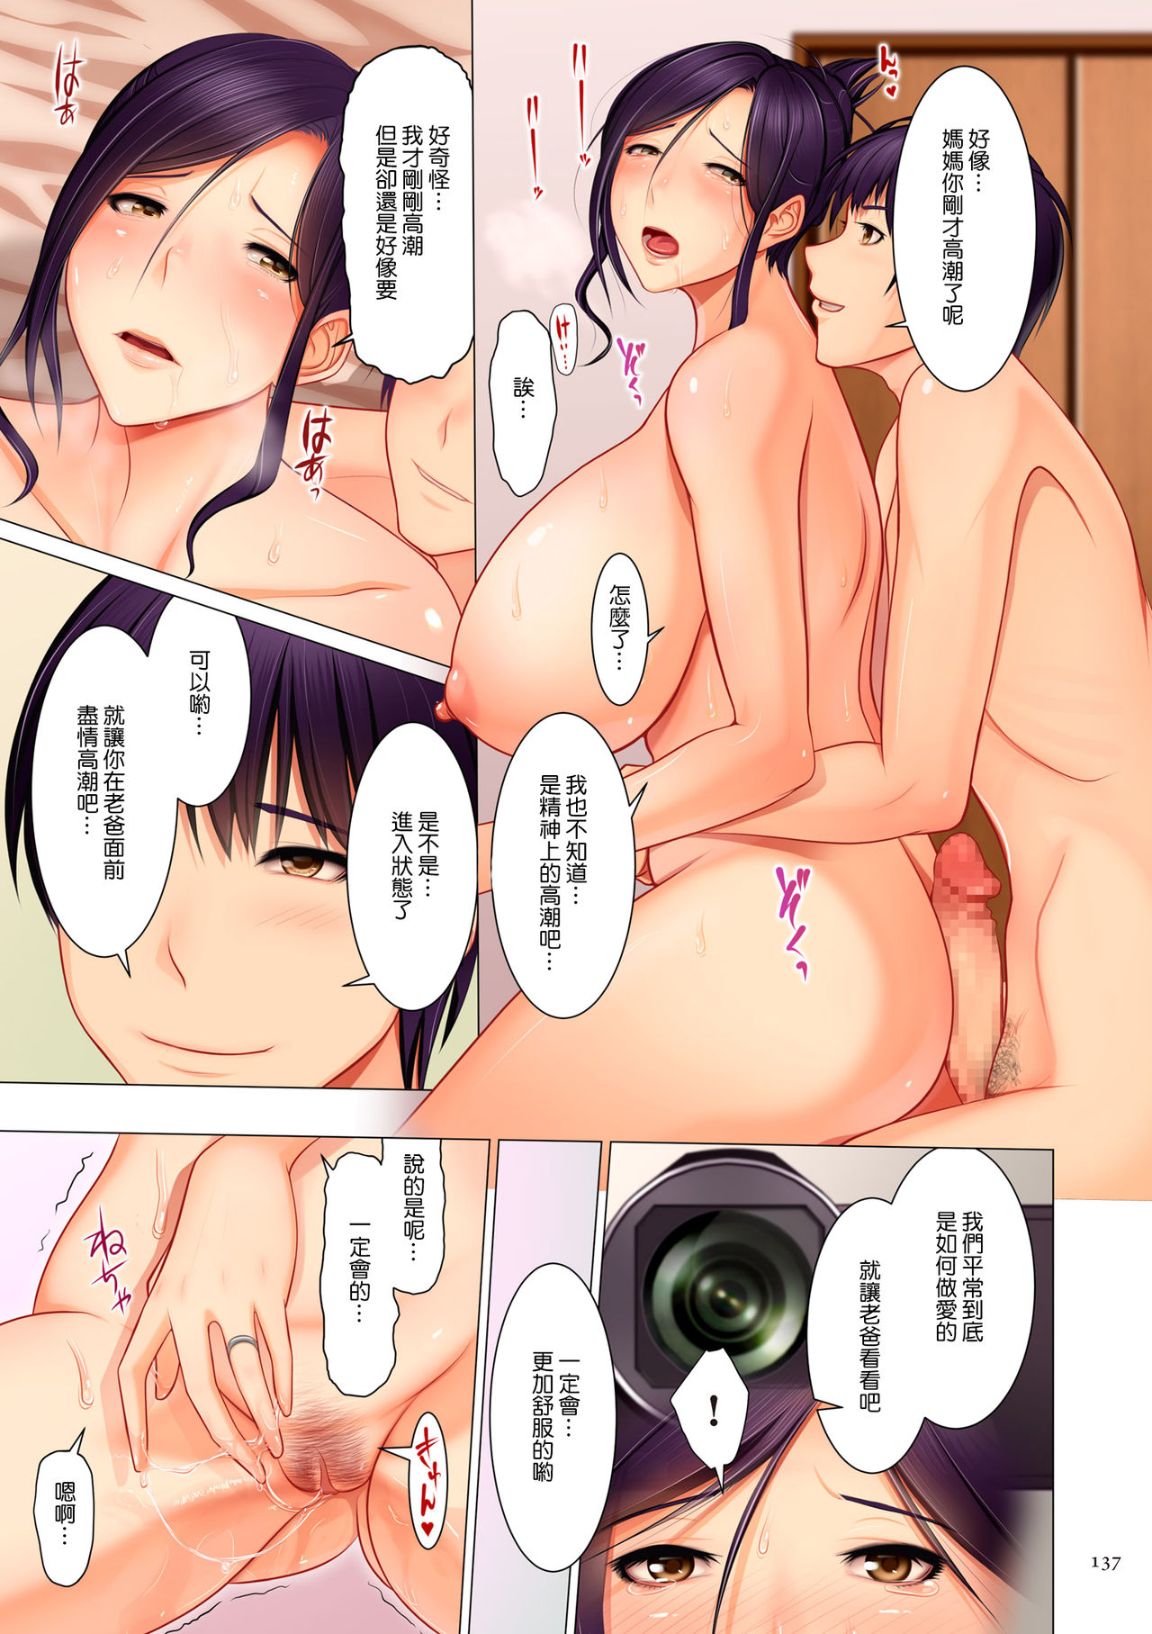 好像…
媽媽你剛才高潮了呢
んっ♥
誒…
け…
ぞくっ
怎麼了…
我也不知道…
是精神上的高潮吧…
ぞくっ
はぁ
好奇怪…
我才剛剛高潮
但是卻還是好像要
はぁっ
是不是…
進入狀態了
可以喲…
就讓你在老爸面前
盡情高潮吧…
我們平常到底
是如何做愛的
就讓老爸看看吧
！
一定會…
更加舒服的喲
說的是呢…
一定會的…
ねちゃ
きゅん♥
嗯啊…
137